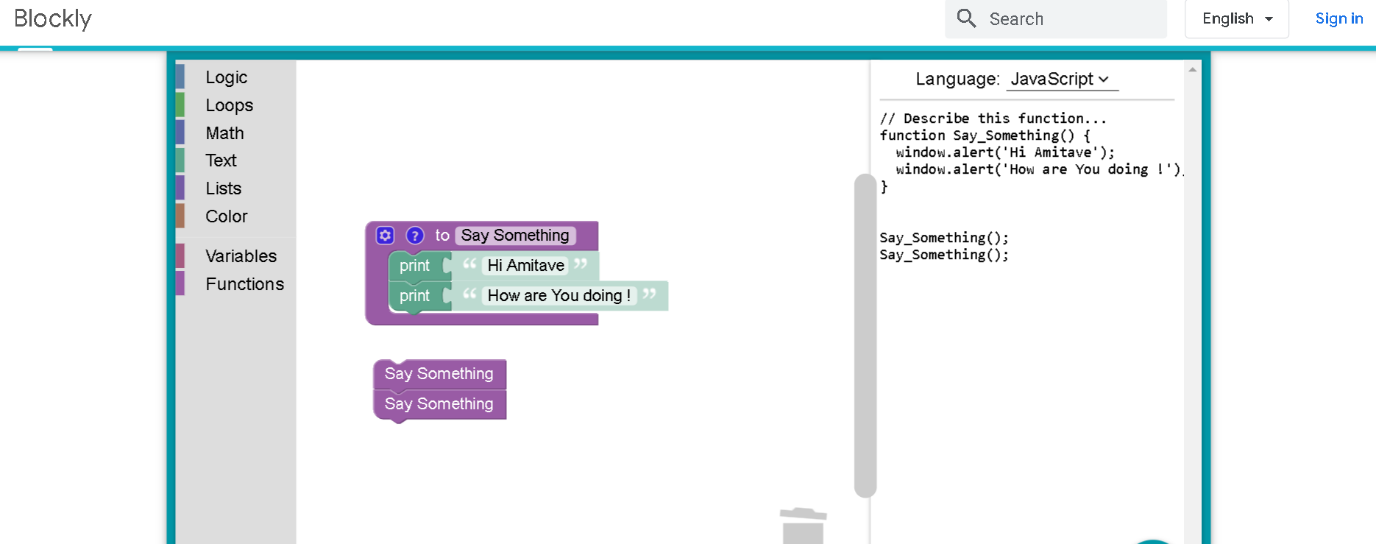 Blockly
Search
English
Sign in
Logic
Loops
Math
Text
Lists
Color
Variables
Functions
? to Say Something
print “ Hi Amitave ”
print “ How are You doing ! ”
Say Something
Say Something
Language: JavaScript
// Describe this function...
function Say_Something() {
  window.alert('Hi Amitave');
  window.alert('How are You doing !')
}
Say_Something();
Say_Something();